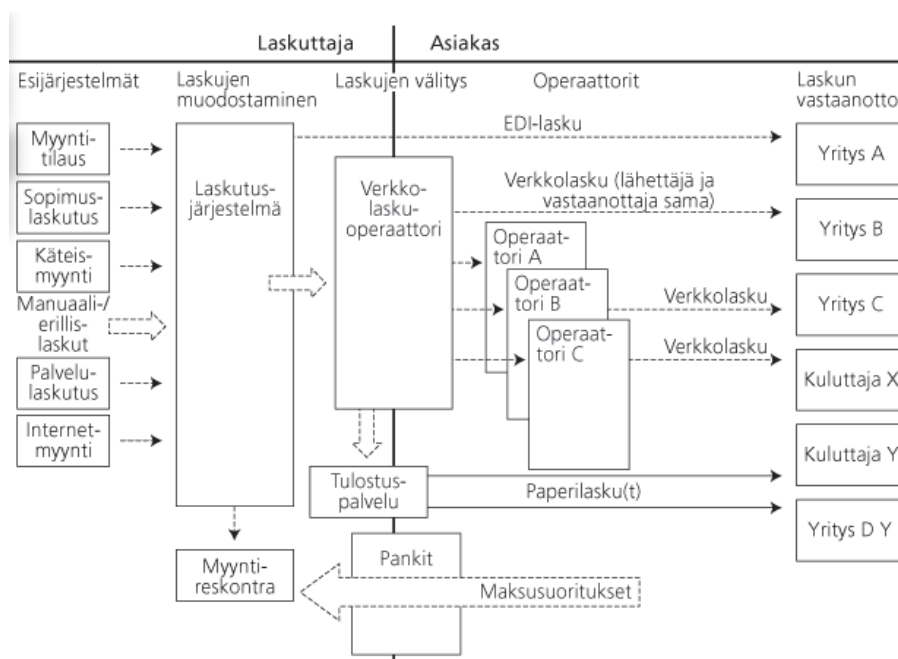 Laskuttaja
Asiakas
Esijärjestelmät
Laskujen
muodostaminen
Laskujen välitys
Operaattorit
Laskun
vastaanotto
Myynti-
tilaus
Sopimus-
laskutus
Käteis-
myynti
Manuaali-/
erillis-
laskut
Palvelu-
laskutus
Internet-
myynti
Laskutus-
järjestelmä
Myynti-
reskontra
Verkko-
lasku-
operaattori
Tulostus-
palvelu
Pankit
Maksusuoritukset
EDI-lasku
Verkkolasku (lähettäjä ja
vastaanottaja sama)
Operaat-
tori A
Operaat-
tori B
Operaat-
tori C
Verkkolasku
Verkkolasku
Paperilasku(t)
Yritys A
Yritys B
Yritys C
Kuluttaja X
Kuluttaja Y
Yritys D Y